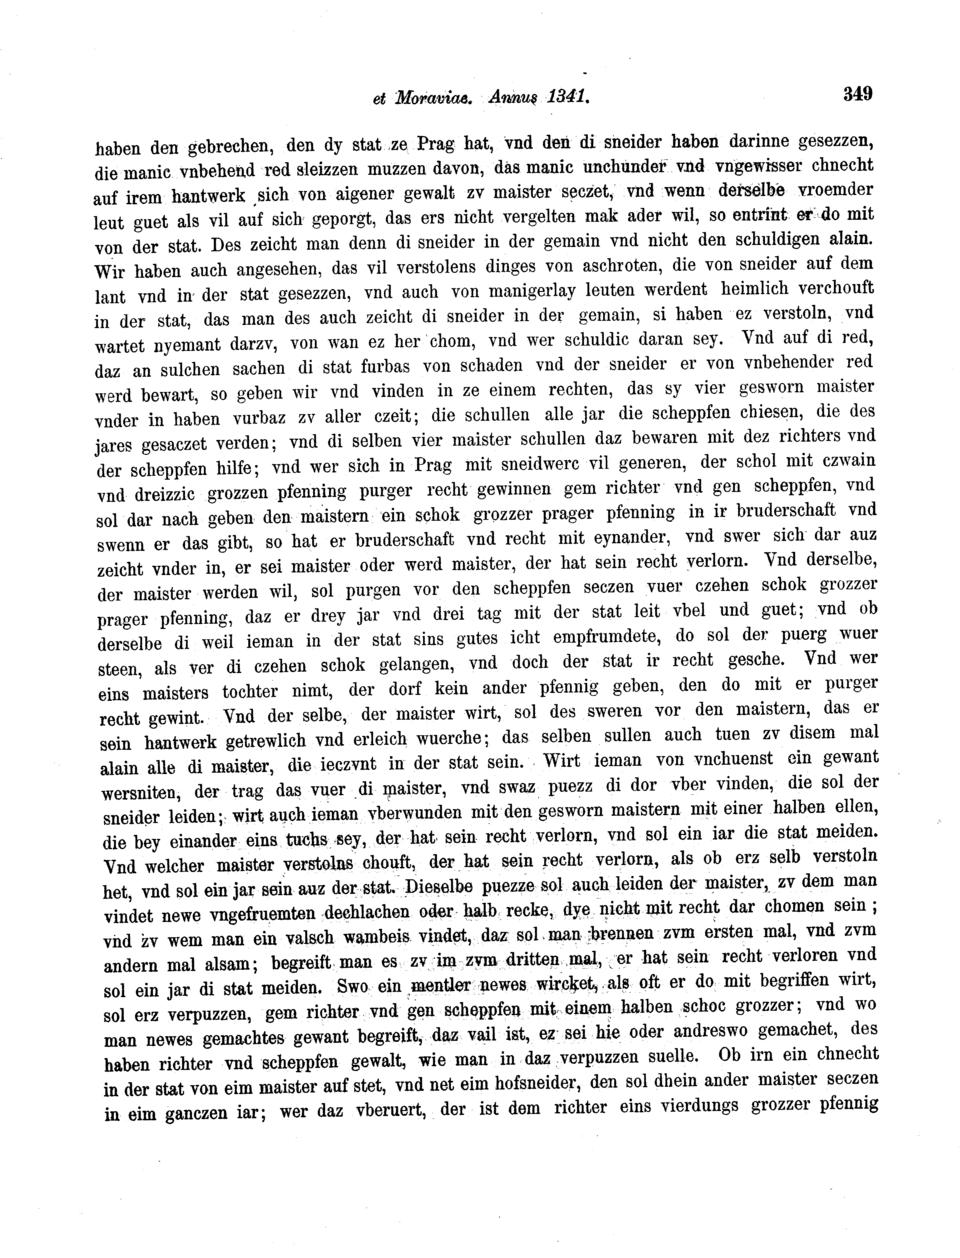 et Moraviae. Annus 1341. 349
haben den gebrechen, den dy stat ze Prag hat, vnd den di sneider haben darinne gesezzen,
die manic vnbehend red sleizzen muzzen davon, das manic unchunder vnd vngewisser chnecht
auf irem hantwerk sich von aigener gewalt zv maister seczet, vnd wenn derselbe vroemder
leut guet als vil auf sich geporgt, das ers nicht vergelten mak ader wil, so entrint er do mit
von der stat. Des zeicht man denn di sneider in der gemain vnd nicht den schuldigen alain.
Wir haben auch angesehen, das vil verstolens dinges von aschroten, die von sneider auf dem
lant vnd in der stat gesezzen, vnd auch von manigerlay leuten werdent heimlich verchouft
in der stat, das man des auch zeicht di sneider in der gemain, si haben ez verstoln, vnd
wartet nyemant darzv, von wan ez her chom, vnd wer schuldic daran sey. Vnd auf di red,
daz an sulchen sachen di stat furbas von schaden vnd der sneider er von vnbehender red
werd bewart, so geben wir vnd vinden in ze einem rechten, das sy vier gesworn maister
vnder in haben vurbaz zv aller czeit; die schullen alle jar die scheppfen chiesen, die des
jares gesaczet verden; vnd di selben vier maister schullen daz bewaren mit dez richters vnd
der scheppfen hilfe; vnd wer sich in Prag mit sneidwerc vil generen, der schol mit czwain
vnd dreizzic grozzen pfenning purger recht gewinnen gem richter vnd gen scheppfen, vnd
sol dar nach geben den maistern ein schok grozzer prager pfenning in ir bruderschaft vnd
swenn er das gibt, so hat er bruderschaft vnd recht mit eynander, vnd swer sich dar auz
zeicht vnder in, er sei maister oder werd maister, der hat sein recht verlorn. Vnd derselbe,
der maister werden wil, sol purgen vor den scheppfen seczen vuer czehen schok grozzer
prager pfenning, daz er drey jar vnd drei tag mit der stat leit vbel und guet; vnd ob
derselbe di weil ieman in der stat sins gutes icht empfrumdete, do sol der puerg wuer
steen, als ver di czehen schok gelangen, vnd doch der stat ir recht gesche. Vnd wer
eins maisters tochter nimt, der dorf kein ander pfennig geben, den do mit er purger
recht gewint. Vnd der selbe, der maister wirt, sol des sweren vor den maistern, das er
sein hantwerk getrewlich vnd erleich wuerche; das selben sullen auch tuen zv disem mal
alain alle di maister, die ieczvnt in der stat sein. Wirt ieman von vnchuenst ein gewant
wersniten, der trag das vuer di maister, vnd swaz puezz di dor vber vinden, die sol der
sneider leiden; wirt auch ieman vberwunden mit den gesworn maistern mit einer halben ellen,
die bey einander eins tuchs sey, der hat sein recht verlorn, vnd sol ein iar die stat meiden.
Vnd welcher maister verstolns chouft, der hat sein recht verlorn, als ob erz selb verstoln
het, vnd sol ein jar sein auz der stat. Dieselbe puezze sol auch leiden der maister, zv dem man
vindet newe vngefruemten dechlachen oder halb recke, dye nicht mit recht dar chomen sein;
vnd zv wem man ein valsch wambeis vindet, daz sol man brennen zvm ersten mal, vnd zvm
andern mal alsam; begreift man es zv im zvm dritten mal, er hat sein recht verloren vnd
sol ein jar di stat meiden. Swo ein mentler newes wircket, als oft er do mit begriffen wirt,
sol erz verpuzzen, gem richter vnd gen scheppfen mit einem halben schoc grozzer; vnd wo
man newes gemachtes gewant begreift, daz vail ist, ez sei hie oder andreswo gemachet, des
haben richter vnd scheppfen gewalt, wie man in daz verpuzzen suelle. Ob irn ein chnecht
in der stat von eim maister auf stet, vnd net eim hofsneider, den sol dhein ander maister seczen
in eim ganczen iar; wer daz vberuert, der ist dem richter eins vierdungs grozzer pfennig